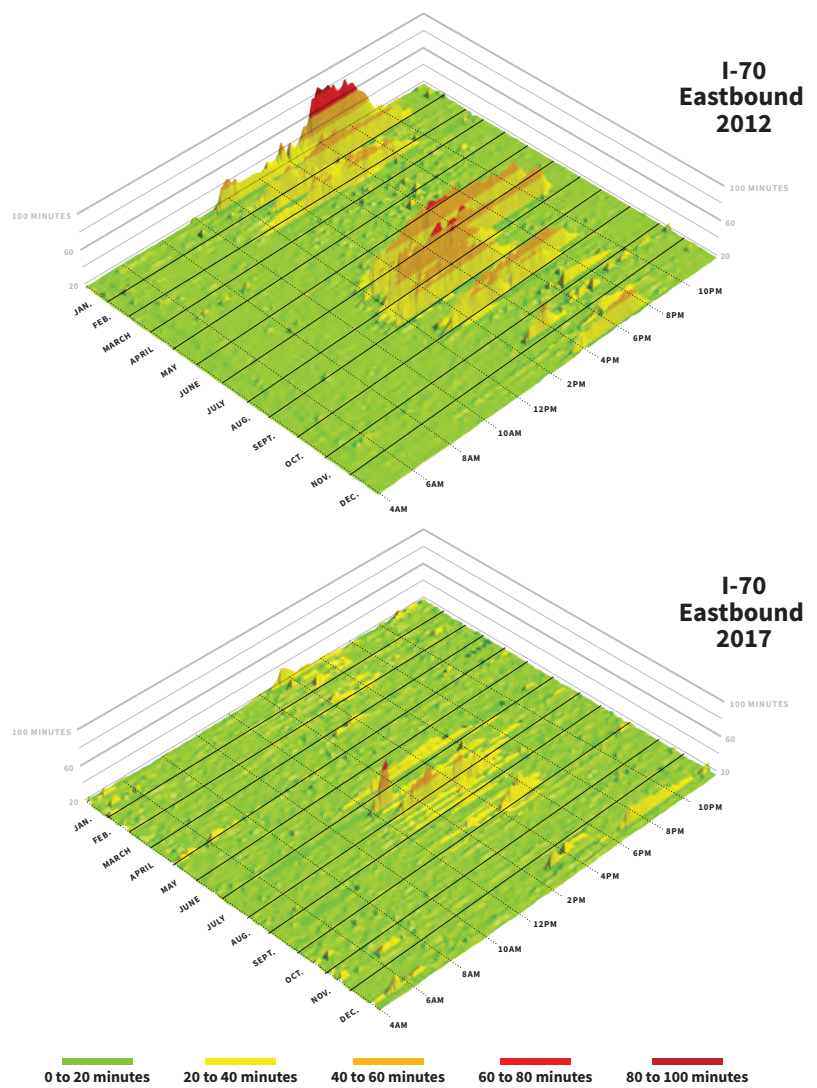 I-70
Eastbound
2012
100 MINUTES
60
20
100 MINUTES
60
20
JAN.
FEB.
MARCH
APRIL
MAY
JUNE
JULY
AUG.
SEPT.
OCT.
NOV.
DEC.
4AM
6AM
8AM
10AM
12PM
2PM
4PM
6PM
8PM
10PM
I-70
Eastbound
2017
100 MINUTES
60
20
100 MINUTES
60
20
JAN.
FEB.
MARCH
APRIL
MAY
JUNE
JULY
AUG.
SEPT.
OCT.
NOV.
DEC.
4AM
6AM
8AM
10AM
12PM
2PM
4PM
6PM
8PM
10PM
0 to 20 minutes
20 to 40 minutes
40 to 60 minutes
60 to 80 minutes
80 to 100 minutes